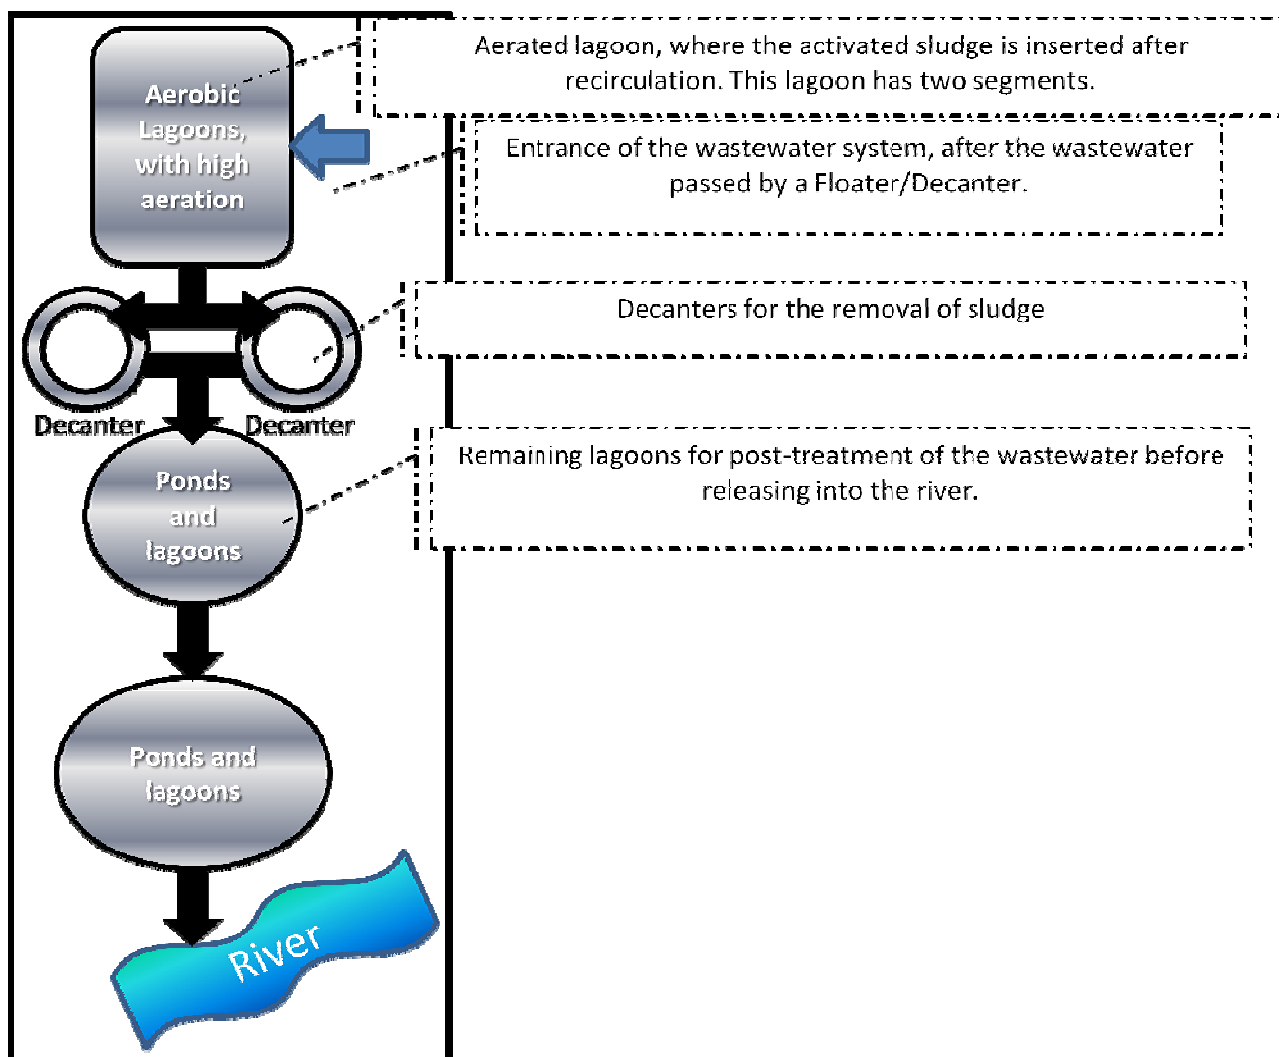 Aerated lagoon, where the activated sludge is inserted after
recirculation. This lagoon has two segments.
Aerobic
Lagoons,
with high
aeration
Entrance of the wastewater system, after the wastewater
passed by a Floater/Decanter.
Decanters for the removal of sludge
Decanter
Decanter
Remaining lagoons for post-treatment of the wastewater before
releasing into the river.
Ponds
and
lagoons
Ponds and
lagoons
River